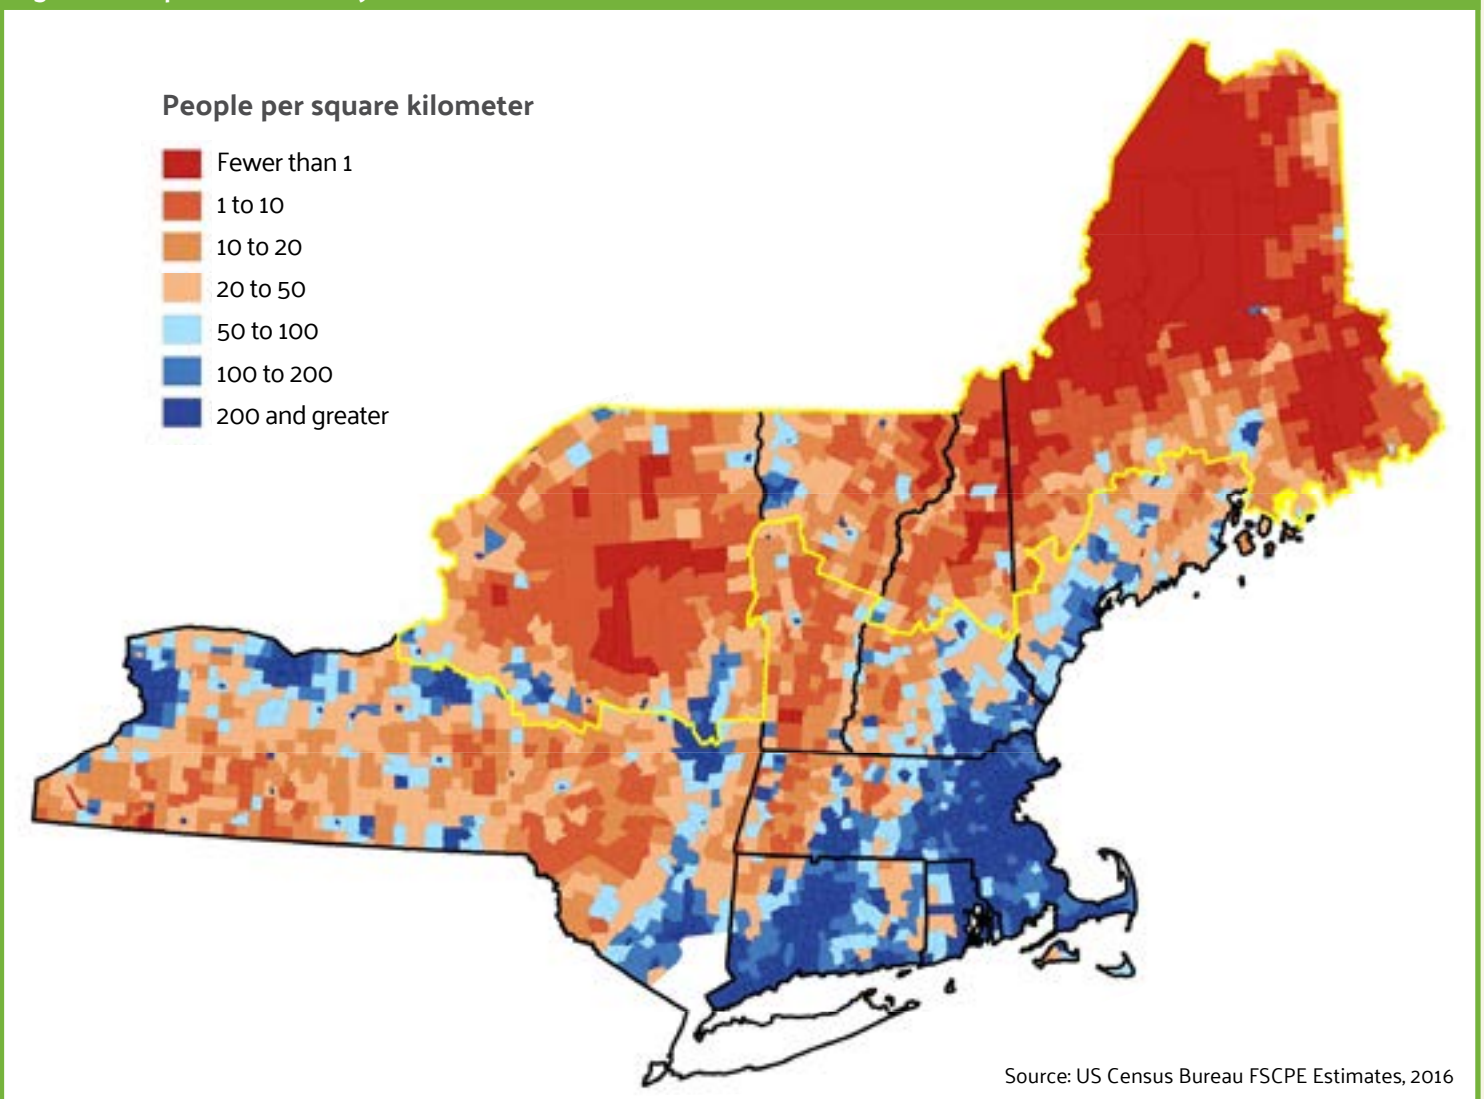 People per square kilometer
Fewer than 1
1 to 10
10 to 20
20 to 50
50 to 100
100 to 200
200 and greater
Source: US Census Bureau FSCPE Estimates, 2016